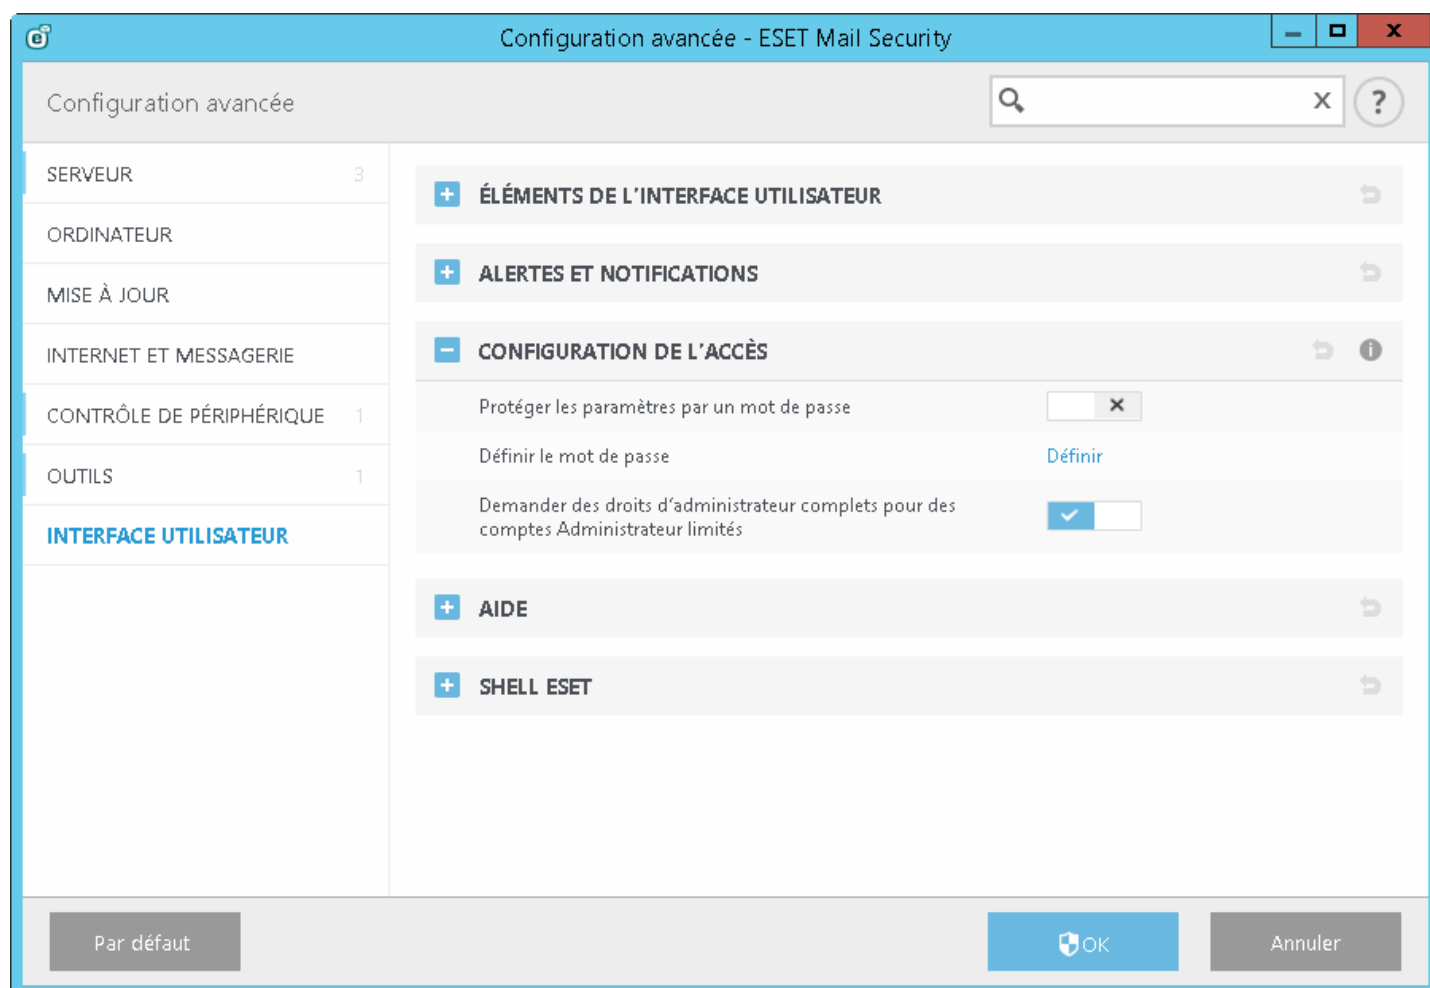 Configuration avancée - ESET Mail Security
Configuration avancée
SERVEUR 3
ORDINATEUR
MISE À JOUR
INTERNET ET MESSAGERIE
CONTRÔLE DE PÉRIPHÉRIQUE 1
OUTILS 1
INTERFACE UTILISATEUR
ÉLÉMENTS DE L'INTERFACE UTILISATEUR
ALERTES ET NOTIFICATIONS
CONFIGURATION DE L'ACCÈS
Protéger les paramètres par un mot de passe
Définir le mot de passe Définir
Demander des droits d'administrateur complets pour des
comptes Administrateur limités
AIDE
SHELL ESET
Par défaut
OK
Annuler